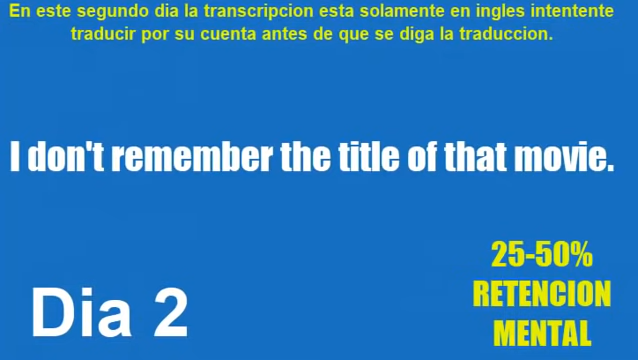 En este segundo dia la transcripcion esta solamente en ingles intentente
traducir por su cuenta antes de que se diga la traduccion.
I don't remember the title of that movie.
25-50%
RETENCION
MENTAL
Dia 2